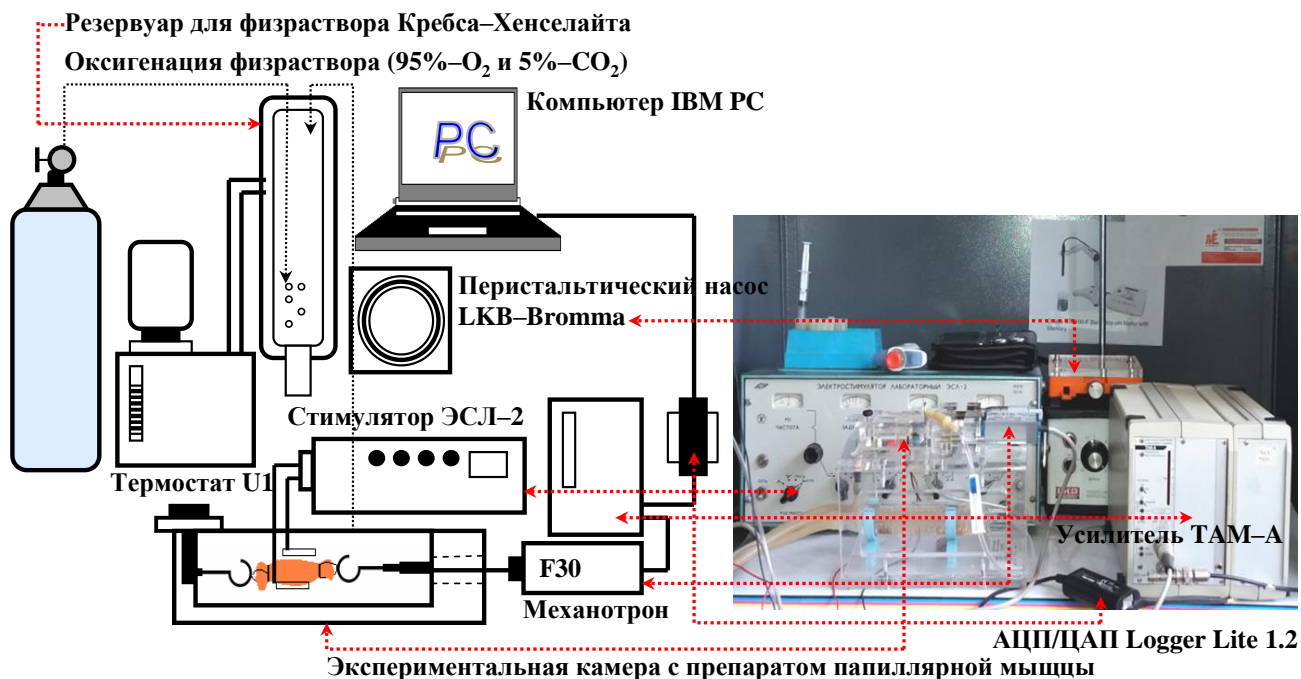 Резервуар для физраствора Кребса–Хенселайта
Оксигенация физраствора (95%–O₂ и 5%–CO₂)
Компьютер IBM PC
PC
Перистальтический насос
LKB–Bromma
ЭЛЕКТРОСТИМУЛЯТОР ЛАБОРАТОРНЫЙ ЭСЛ-2
ЧАСТОТА
Стимулятор ЭСЛ–2
Термостат U1
Усилитель TAM–A
F30
Механотрон
АЦП/ЦАП Logger Lite 1.2
Экспериментальная камера с препаратом папиллярной мыщцы